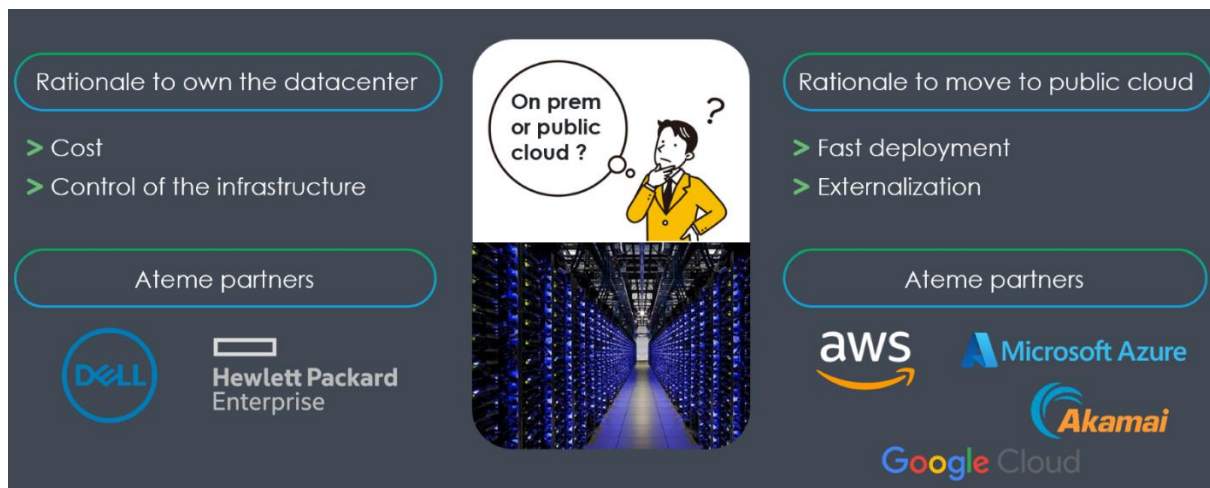 Rationale to own the datacenter
> Cost
> Control of the infrastructure
Ateme partners
DELL
Hewlett Packard
Enterprise
On prem
or public
cloud ?
?
Rationale to move to public cloud
> Fast deployment
> Externalization
Ateme partners
aws
Microsoft Azure
Akamai
Google Cloud